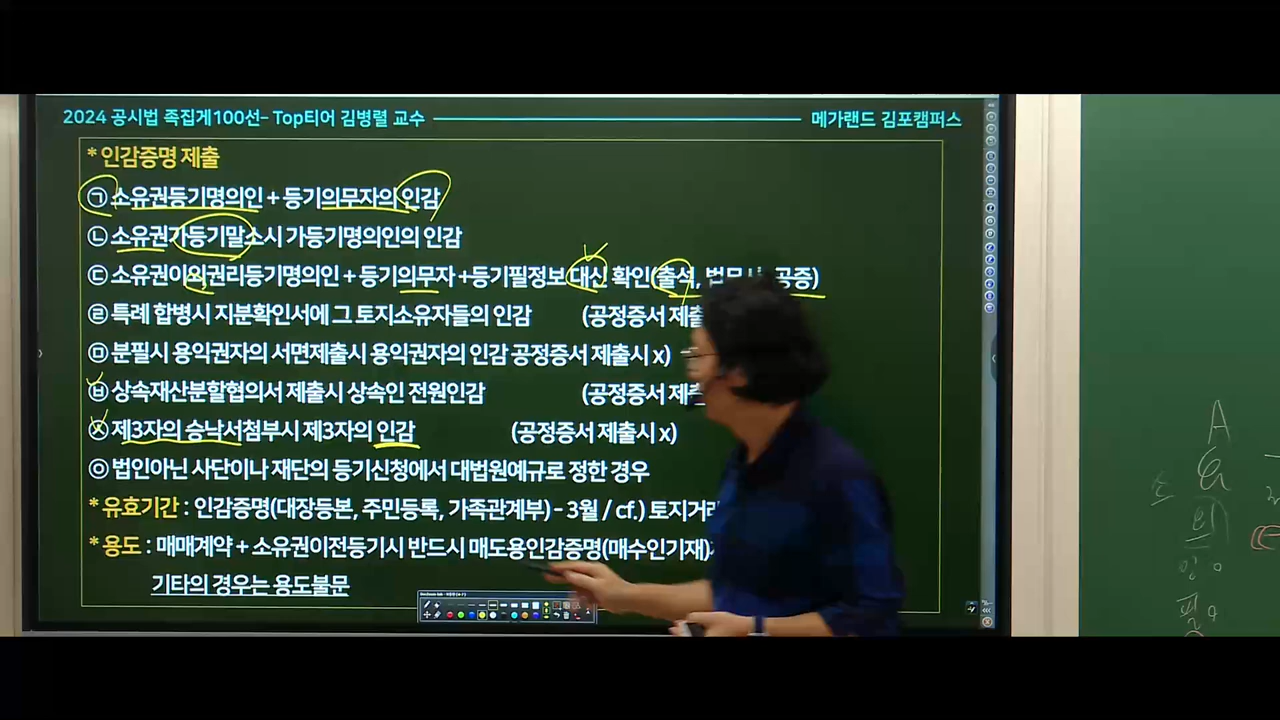 2024 공시법 족집게100선- Top티어 김병렬 교수
메가랜드 김포캠퍼스
* 인감증명 제출
㉠ 소유권등기명의인 + 등기의무자의 인감
㉡ 소유권가등기말소시 가등기명의인의 인감
㉢ 소유권이외권리등기명의인 + 등기의무자 +등기필정보 대신 확인(출석, 공증)
㉣ 특례 합병시 지분확인서에 그 토지소유자들의 인감 (공정증서 제출
㉤ 분필시 용익권자의 서면제출시 용익권자의 인감 공정증서 제출시 x)
㉥ 상속재산분할협의서 제출시 상속인 전원인감 (공정증서
㉦ 제3자의 승낙서첨부시 제3자의 인감 (공정증서 제출시 x)
㉧ 법인아닌 사단이나 재단의 등기신청에서 대법원예규로 정한 경우
* 유효기간 : 인감증명(대장등본, 주민등록, 가족관계부) - 3월 / cf.) 토지거래
* 용도 : 매매계약 + 소유권이전등기시 반드시 매도용인감증명(매수인기재)
기타의 경우는 용도불문
A